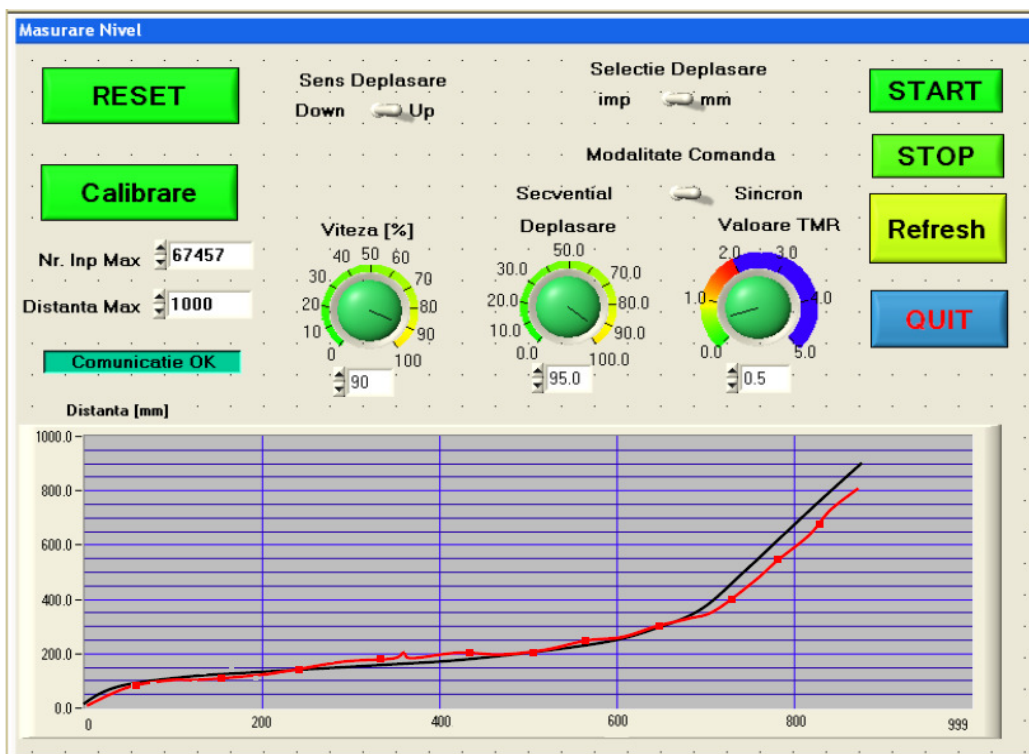 Masurare Nivel
RESET
Sens Deplasare
Down Up
Selectie Deplasare
imp mm
START
Modalitate Comanda
STOP
Calibrare
Secvential Sincron
Refresh
Viteza [%]
0 10 20 30 40 50 60 70 80 90 100
90
Deplasare
0.0 10.0 20.0 30.0 50.0 70.0 80.0 90.0 100.0
95.0
Valoare TMR
0.0 1.0 2.0 3.0 4.0 5.0
0.5
Nr. Inp Max 67457
Distanta Max 1000
QUIT
Comunicatie OK
Distanta [mm]
1000.0
800.0
600.0
400.0
200.0
0.0
0 200 400 600 800 999